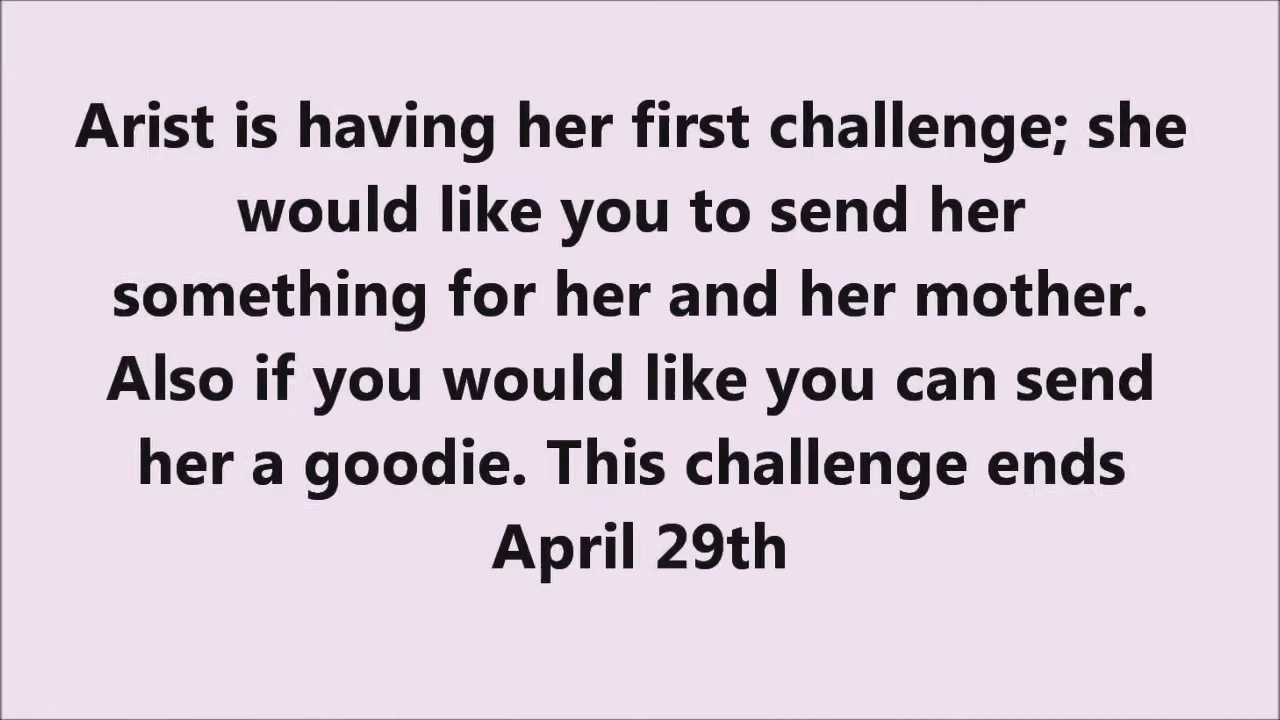 Arist is having her first challenge; she
would like you to send her
something for her and her mother.
Also if you would like you can send
her a goodie. This challenge ends
April 29th